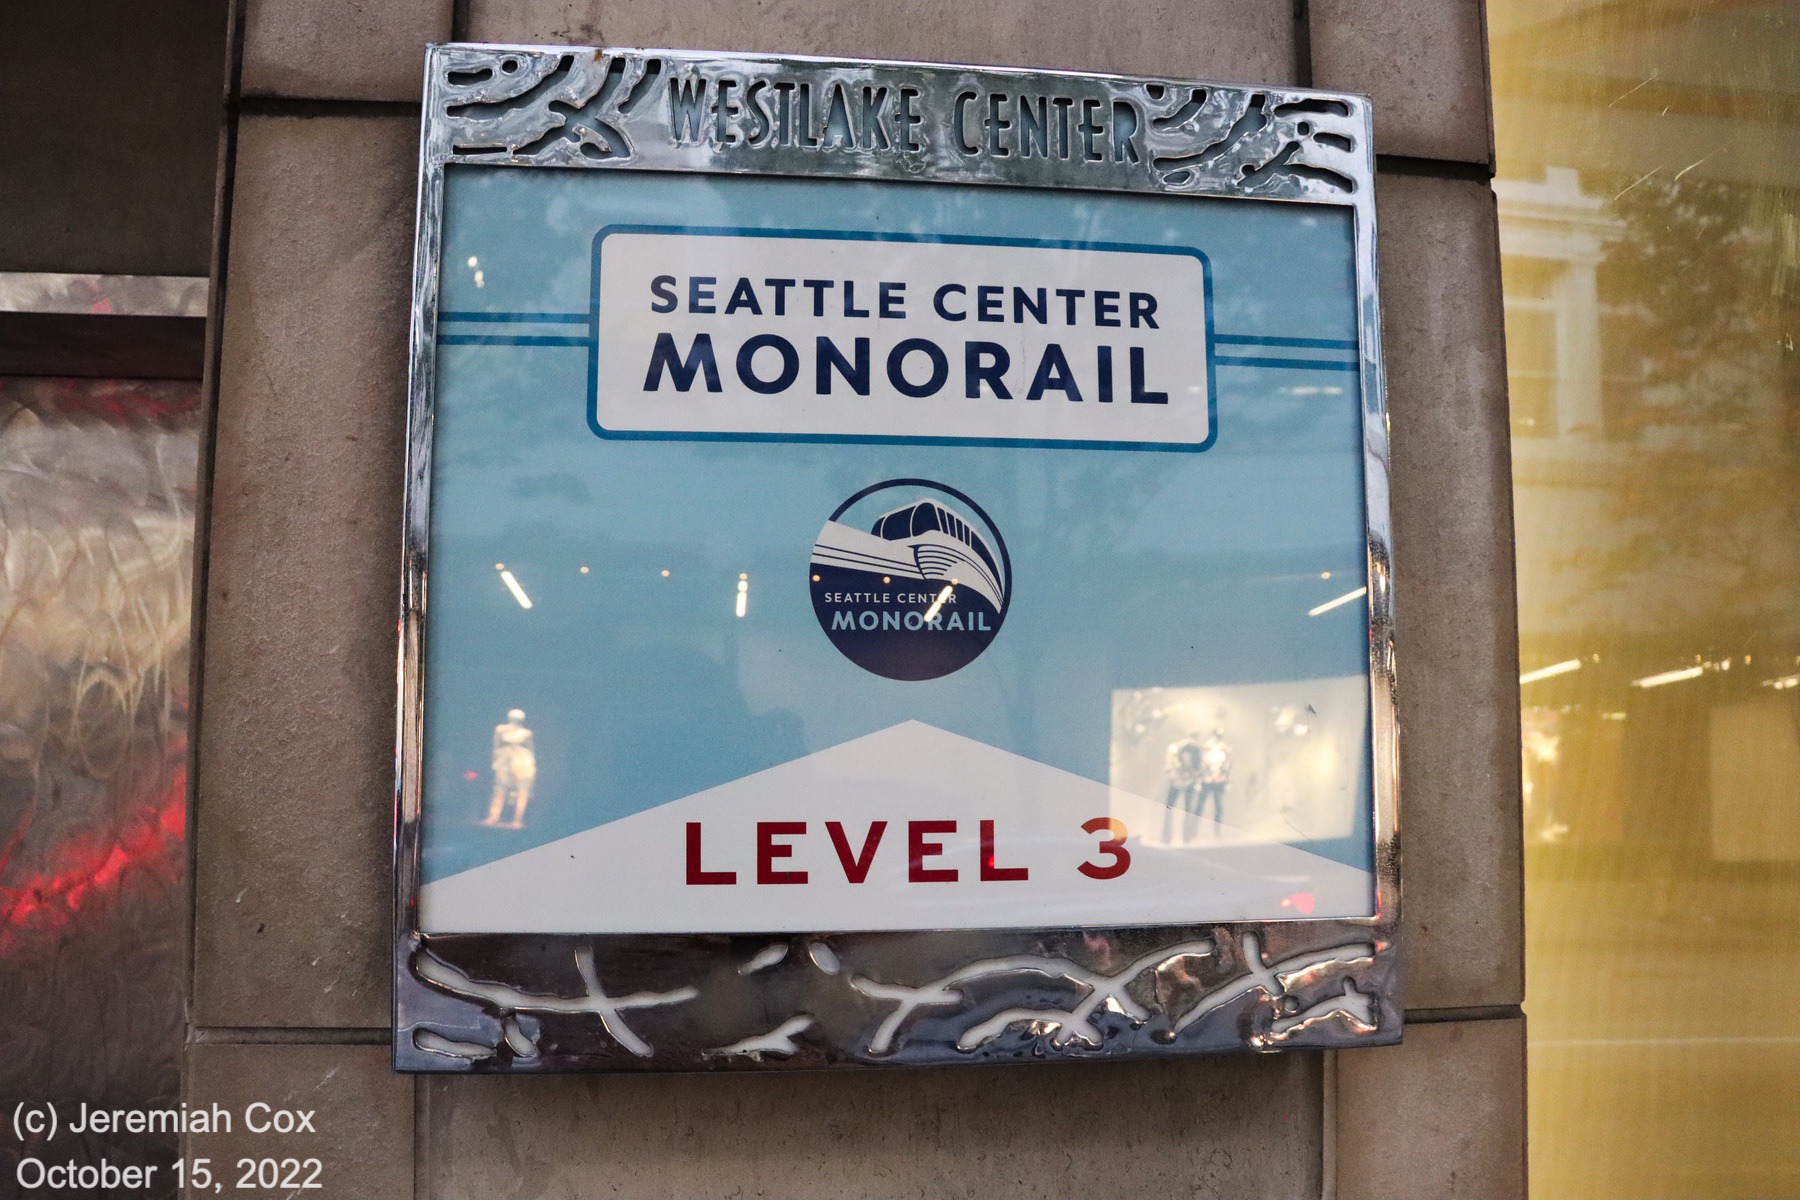 WESTLAKE CENTER
SEATTLE CENTER
MONORAIL
SEATTLE CENTER
MONORAIL
LEVEL 3
(c) Jeremiah Cox
October 15, 2022